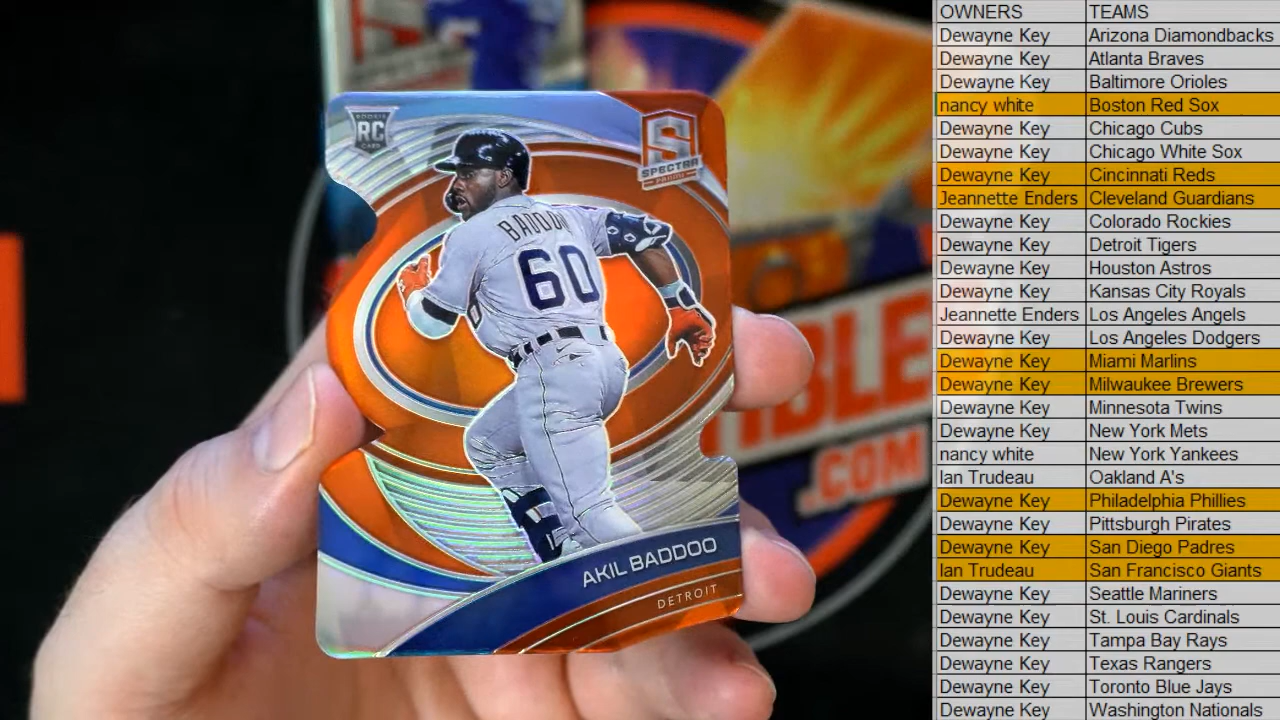 ROOKIE
RC
CARD
S
SPECTRA
PANINI
BADDOO
60
AKIL BADDOO
DETROIT
IBLE
.COM
OWNERS TEAMS
Dewayne Key Arizona Diamondbacks
Dewayne Key Atlanta Braves
Dewayne Key Baltimore Orioles
nancy white Boston Red Sox
Dewayne Key Chicago Cubs
Dewayne Key Chicago White Sox
Dewayne Key Cincinnati Reds
Jeannette Enders Cleveland Guardians
Dewayne Key Colorado Rockies
Dewayne Key Detroit Tigers
Dewayne Key Houston Astros
Dewayne Key Kansas City Royals
Jeannette Enders Los Angeles Angels
Dewayne Key Los Angeles Dodgers
Dewayne Key Miami Marlins
Dewayne Key Milwaukee Brewers
Dewayne Key Minnesota Twins
Dewayne Key New York Mets
nancy white New York Yankees
Ian Trudeau Oakland A's
Dewayne Key Philadelphia Phillies
Dewayne Key Pittsburgh Pirates
Dewayne Key San Diego Padres
Ian Trudeau San Francisco Giants
Dewayne Key Seattle Mariners
Dewayne Key St. Louis Cardinals
Dewayne Key Tampa Bay Rays
Dewayne Key Texas Rangers
Dewayne Key Toronto Blue Jays
Dewayne Key Washington Nationals